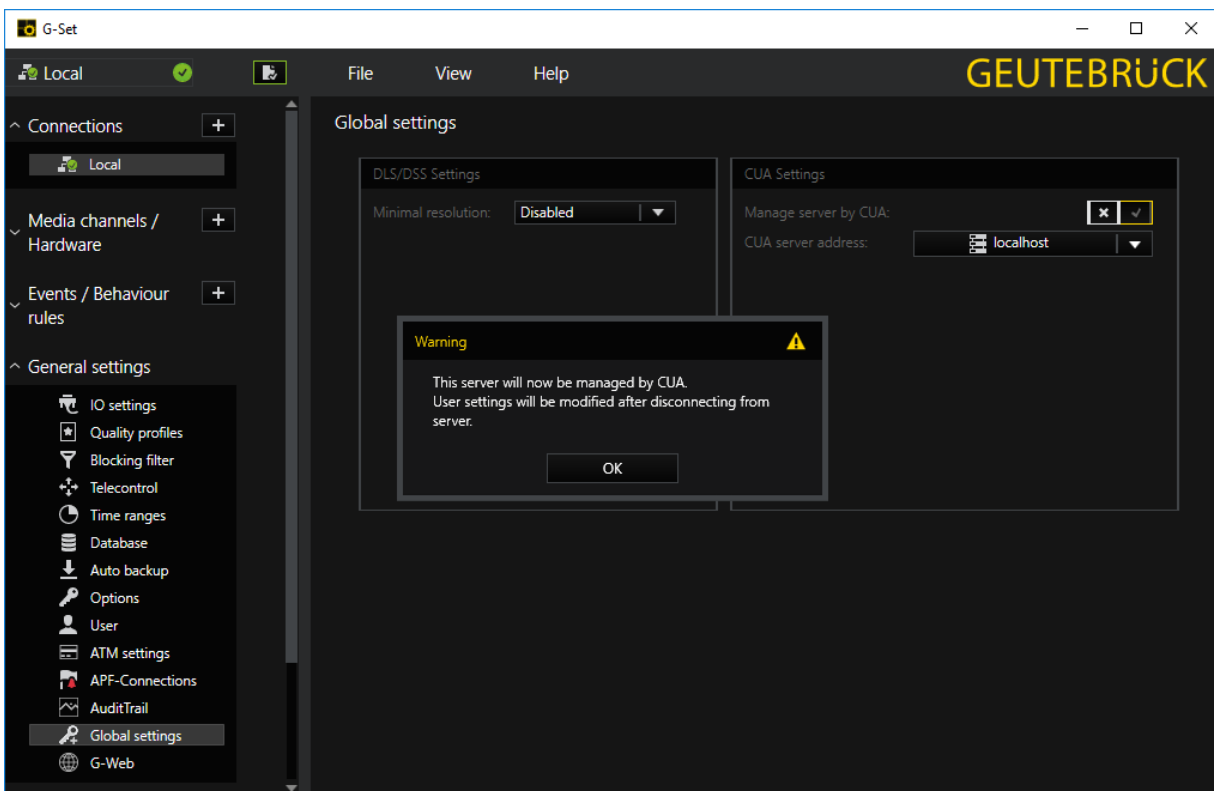 G-Set
Local
File View Help
GEUTEBRÜCK
Connections
Local
Media channels /
Hardware
Events / Behaviour
rules
General settings
IO settings
Quality profiles
Blocking filter
Telecontrol
Time ranges
Database
Auto backup
Options
User
ATM settings
APF-Connections
AuditTrail
Global settings
G-Web
Global settings
DLS/DSS Settings
Minimal resolution: Disabled
CUA Settings
Manage server by CUA:
CUA server address: localhost
Warning
This server will now be managed by CUA.
User settings will be modified after disconnecting from
server.
OK